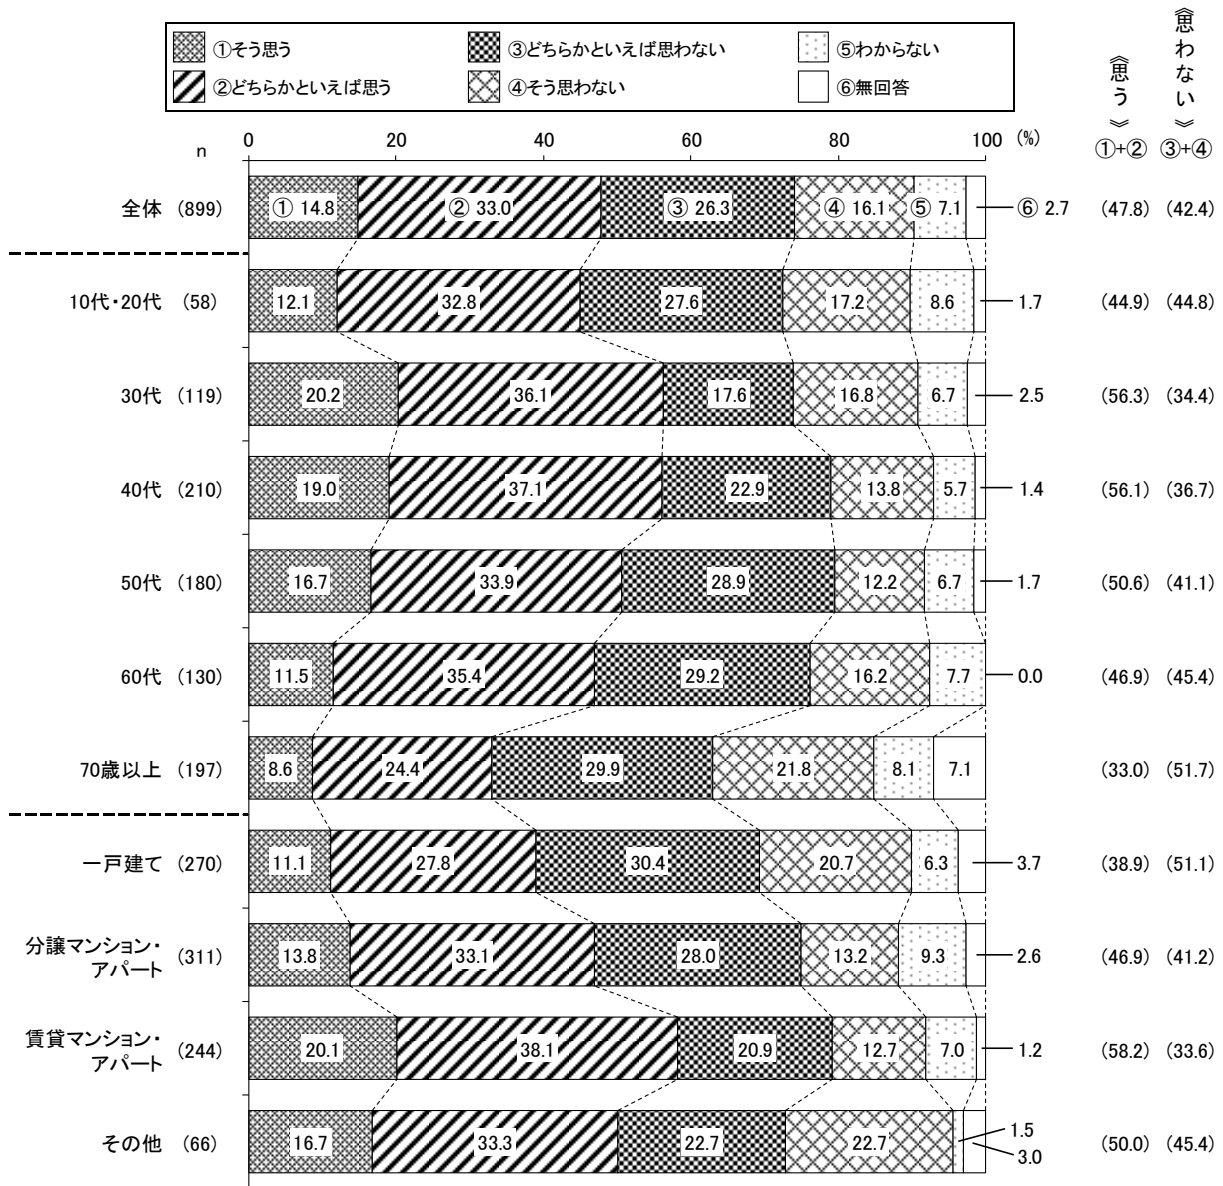 ①そう思う ③どちらかといえば思わない ⑤わからない
②どちらかといえば思う ④そう思わない ⑥無回答
《思う》 《思わない》
①+② ③+④
0 20 40 60 80 100 (%)
n
全体 (899) ① 14.8 ② 33.0 ③ 26.3 ④ 16.1 ⑤ 7.1 ⑥ 2.7 (47.8) (42.4)
10代・20代 (58) 12.1 32.8 27.6 17.2 8.6 1.7 (44.9) (44.8)
30代 (119) 20.2 36.1 17.6 16.8 6.7 2.5 (56.3) (34.4)
40代 (210) 19.0 37.1 22.9 13.8 5.7 1.4 (56.1) (36.7)
50代 (180) 16.7 33.9 28.9 12.2 6.7 1.7 (50.6) (41.1)
60代 (130) 11.5 35.4 29.2 16.2 7.7 0.0 (46.9) (45.4)
70歳以上 (197) 8.6 24.4 29.9 21.8 8.1 7.1 (33.0) (51.7)
一戸建て (270) 11.1 27.8 30.4 20.7 6.3 3.7 (38.9) (51.1)
分譲マンション・
アパート (311) 13.8 33.1 28.0 13.2 9.3 2.6 (46.9) (41.2)
賃貸マンション・
アパート (244) 20.1 38.1 20.9 12.7 7.0 1.2 (58.2) (33.6)
その他 (66) 16.7 33.3 22.7 22.7 1.5 3.0 (50.0) (45.4)